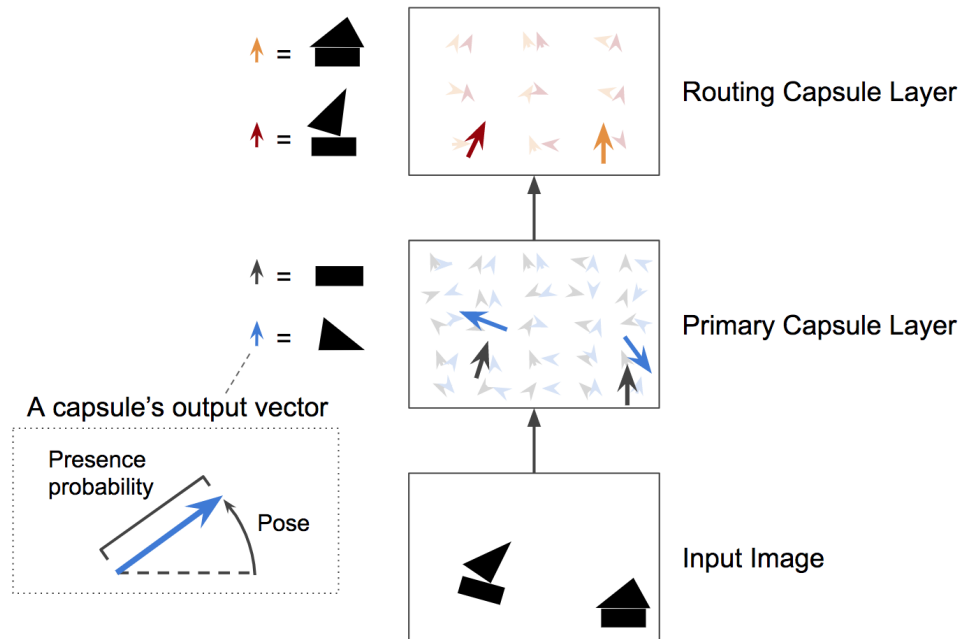 =
=
Routing Capsule Layer
=
=
Primary Capsule Layer
A capsule's output vector
Presence
probability
Pose
Input Image